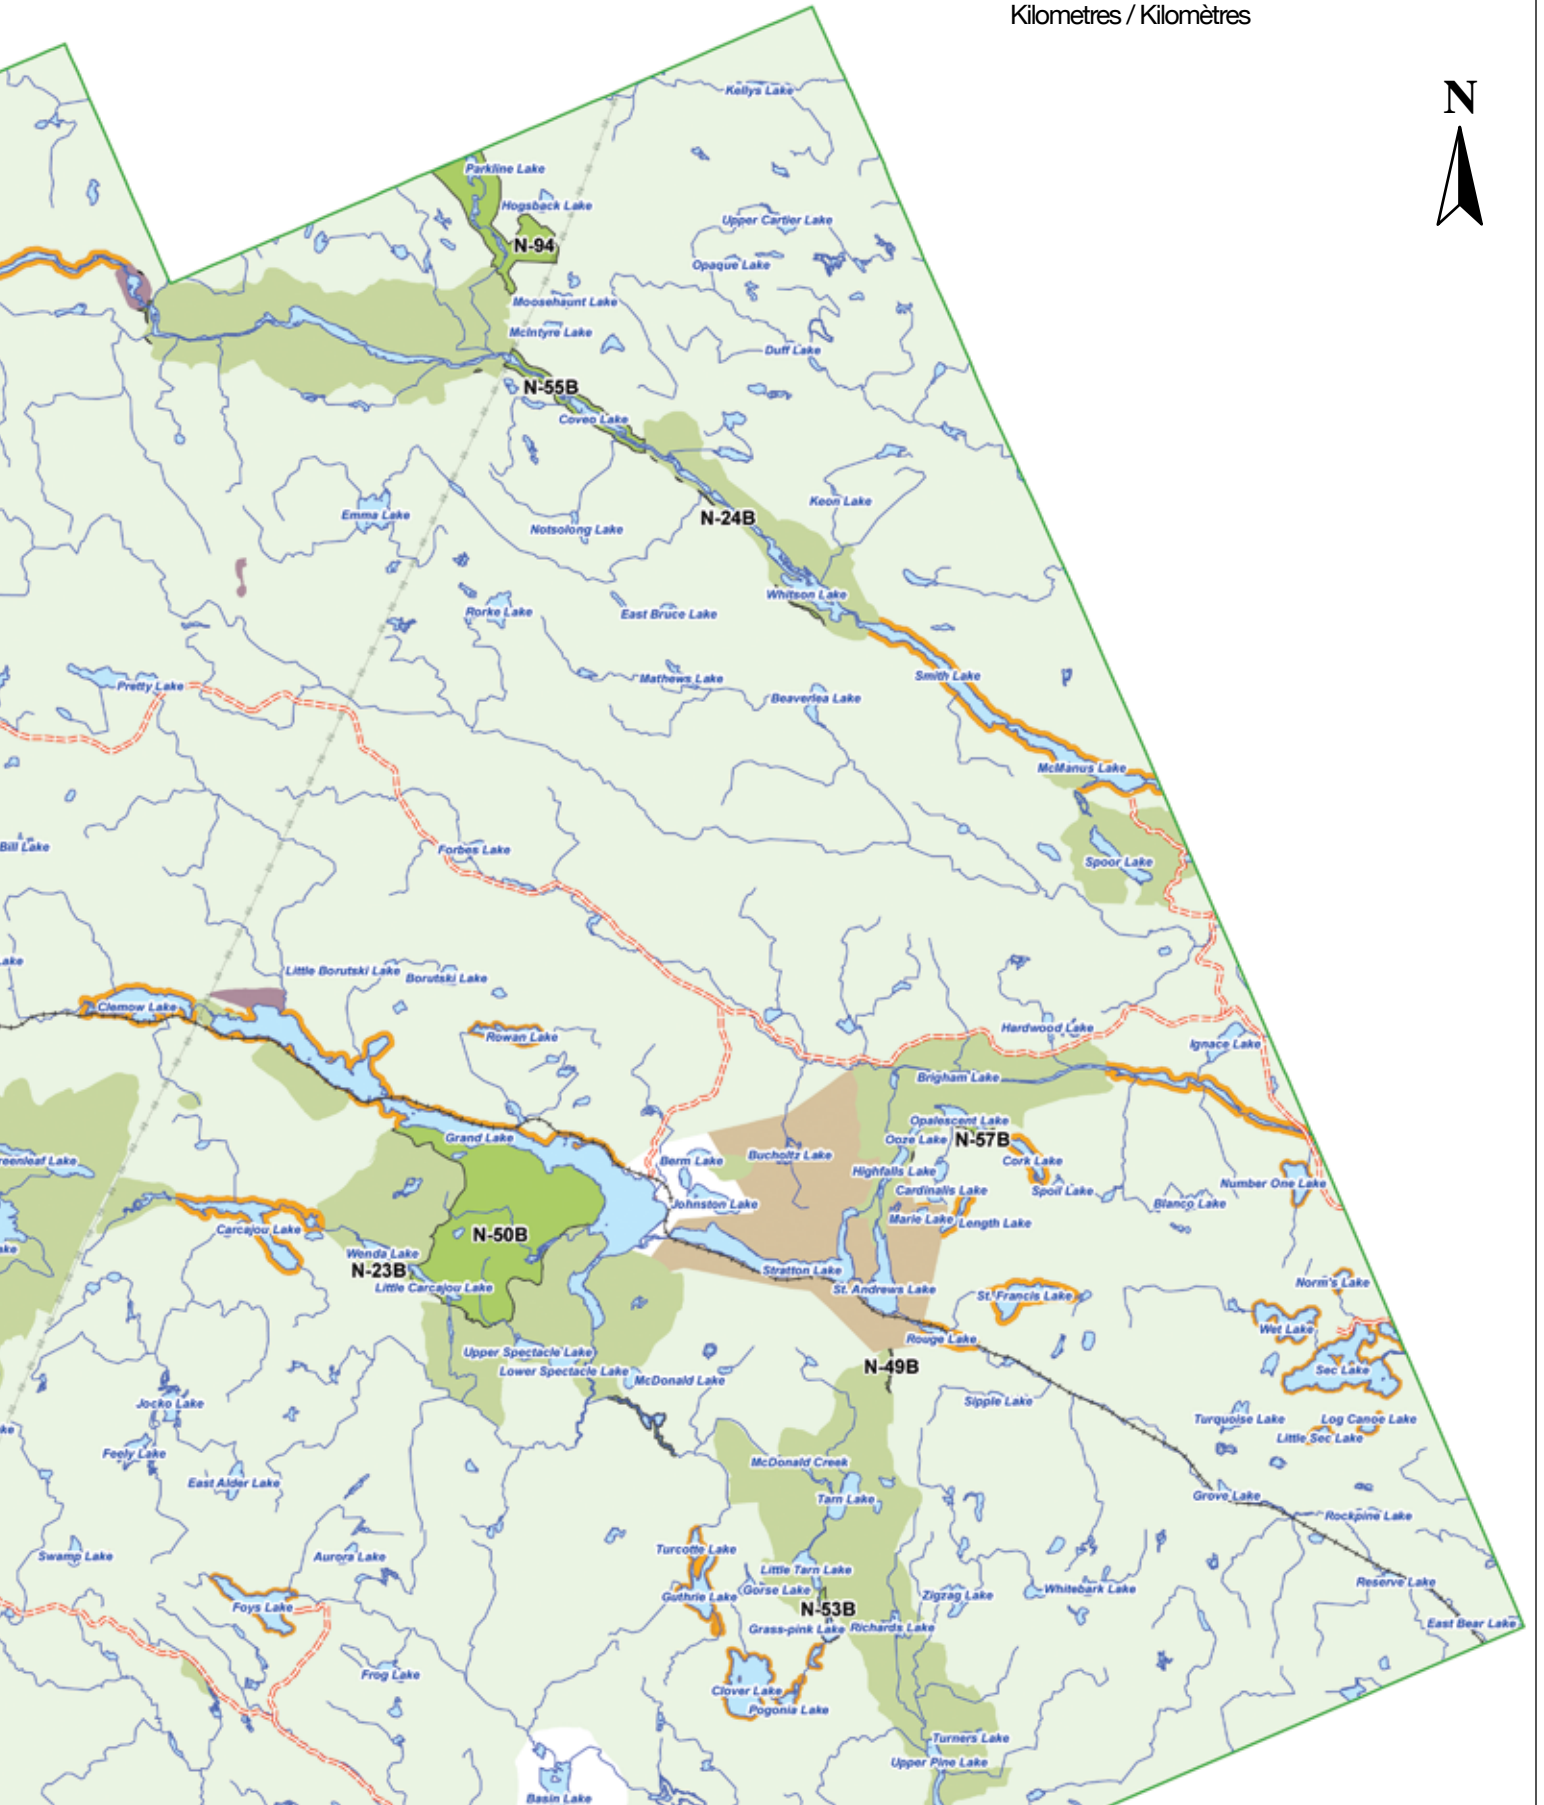 Kilometres / Kilomètres
N
Kellys Lake
Parkline Lake
Hogsback Lake
Upper Cartier Lake
N-94
Opaque Lake
Moosehaunt Lake
McIntyre Lake
Duff Lake
N-55B
Coveo Lake
Keon Lake
Emma Lake
N-24B
Notsolong Lake
Whitson Lake
Rorke Lake
East Bruce Lake
Smith Lake
Mathews Lake
Pretty Lake
Beaverlea Lake
McManus Lake
Bill Lake
Forbes Lake
Spoor Lake
Lake
Little Borutski Lake
Borutski Lake
Clemow Lake
Rowan Lake
Hardwood Lake
Ignace Lake
Brigham Lake
Opalescent Lake
Grand Lake
Ooze Lake
N-57B
Bucholtz Lake
Berm Lake
Cork Lake
reenleaf Lake
Highfalls Lake
Number One Lake
Cardinalis Lake
Spoil Lake
Johnston Lake
Blanco Lake
Marie Lake
Length Lake
Carcajou Lake
N-50B
ake
Wenda Lake
N-23B
Stratton Lake
Little Carcajou Lake
St. Andrews Lake
Norm's Lake
St. Francis Lake
Wet Lake
Rouge Lake
Upper Spectacle Lake
N-49B
Lower Spectacle Lake
Sec Lake
McDonald Lake
Jocko Lake
Sipple Lake
Turquoise Lake
Log Canoe Lake
ke
Little Sec Lake
Feely Lake
McDonald Creek
East Alder Lake
Grove Lake
Tarn Lake
Rockpine Lake
Turcotte Lake
Swamp Lake
Aurora Lake
Little Tarn Lake
Reserve Lake
Gorse Lake
Whitebark Lake
Guthrie Lake
Zigzag Lake
Foys Lake
N-53B
East Bear Lake
Grass-pink Lake
Richards Lake
Frog Lake
Clover Lake
Pogonia Lake
Turners Lake
Upper Pine Lake
Basin Lake